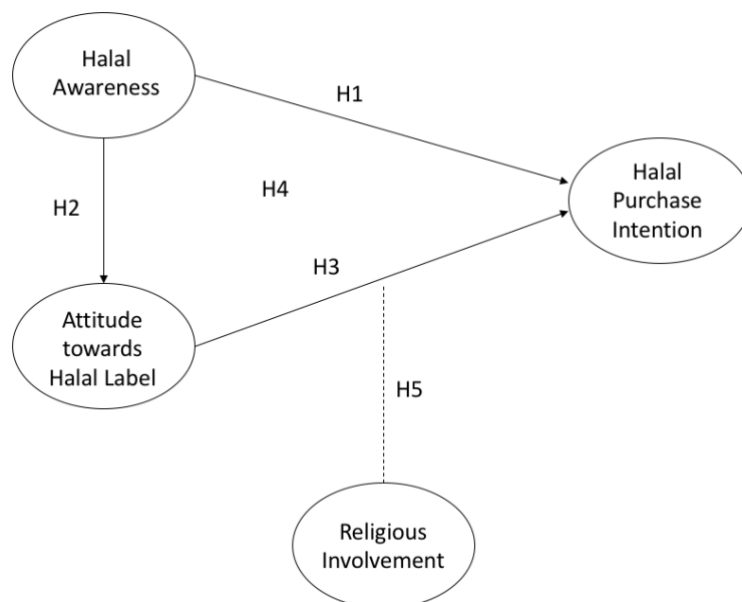 Halal
Awareness
H1
Halal
Purchase
Intention
H4
H2
H3
Attitude
towards
Halal Label
H5
Religious
Involvement